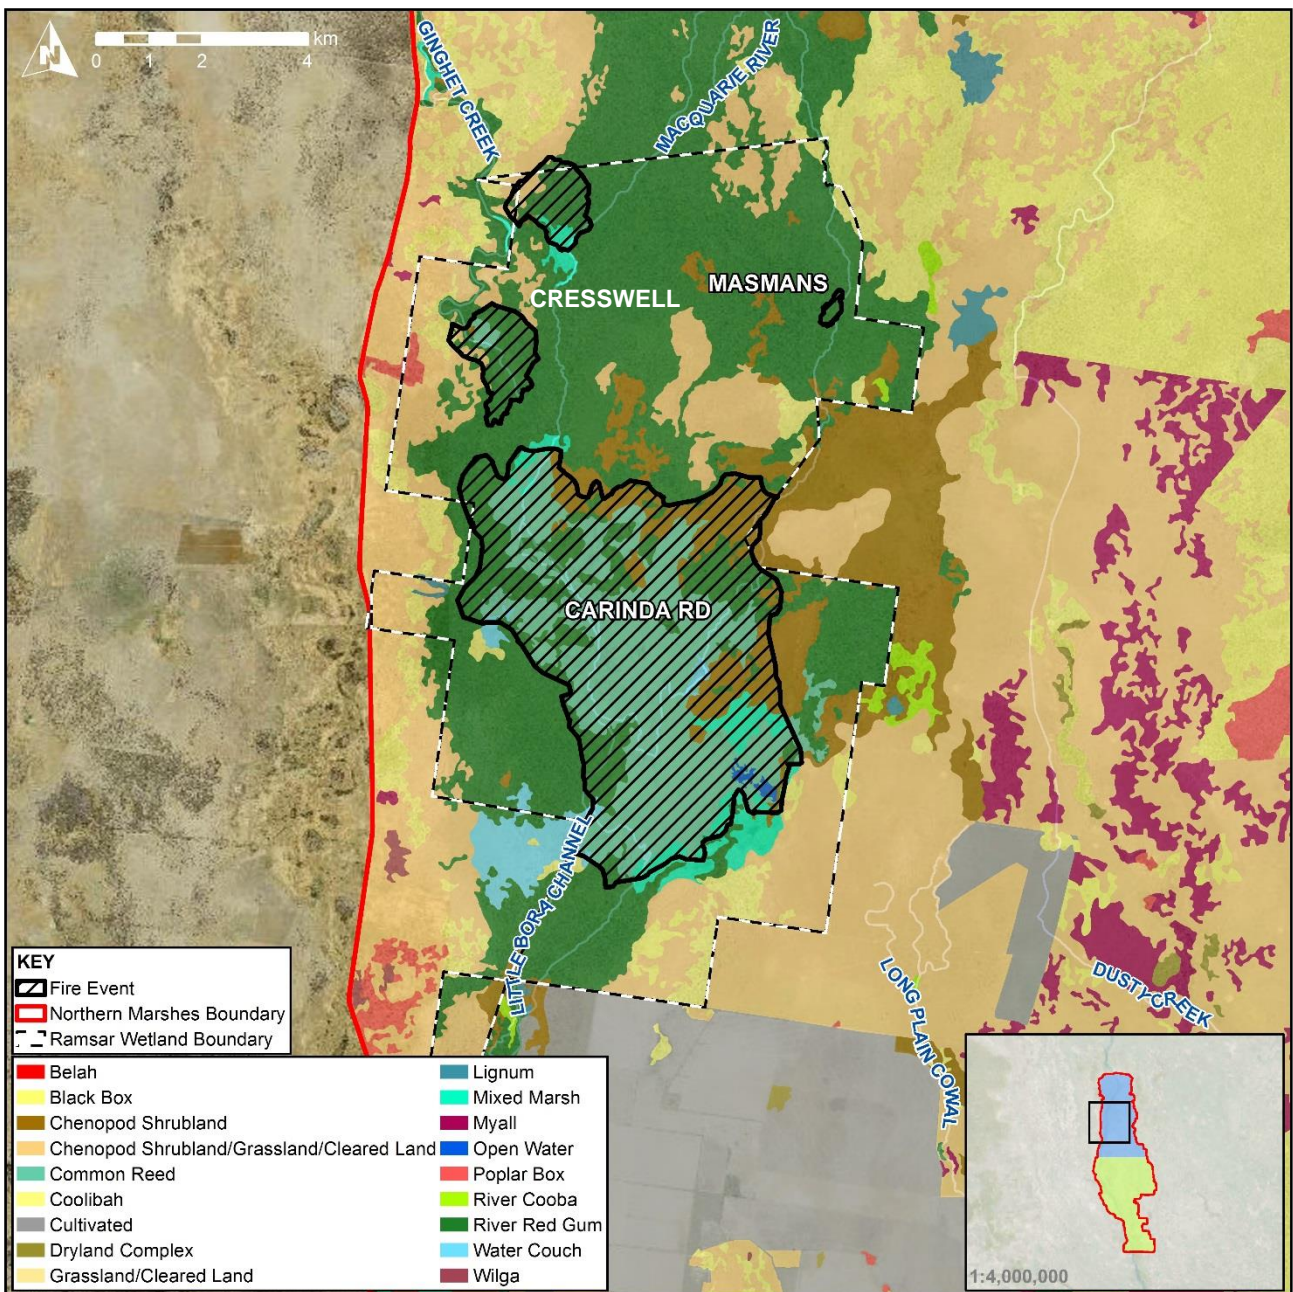 GINGHET CREEK
MACQUARIE RIVER
N
km
0 1 2 4
MASMANS
CRESSWELL
CARINDA RD
LITTLE BORA CHANNEL
LONG PLAIN COWAL
DUSTY CREEK
KEY
Fire Event
Northern Marshes Boundary
Ramsar Wetland Boundary
Belah
Black Box
Chenopod Shrubland
Chenopod Shrubland/Grassland/Cleared Land
Common Reed
Coolibah
Cultivated
Dryland Complex
Grassland/Cleared Land
Lignum
Mixed Marsh
Myall
Open Water
Poplar Box
River Cooba
River Red Gum
Water Couch
Wilga
1:4,000,000